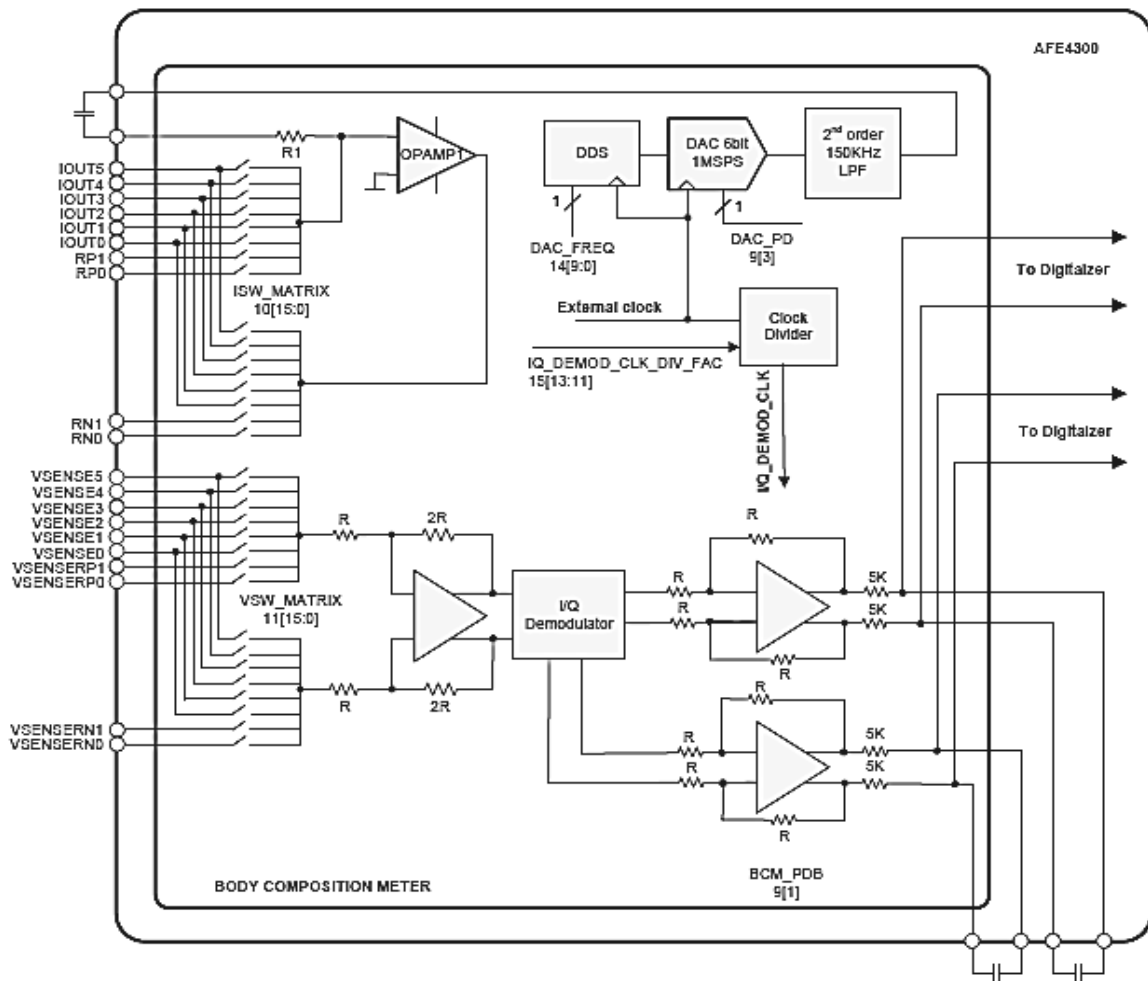 AFE4300
R1
OPAMP1
DDS
DAC 6bit
1MSPS
2nd order
150KHz
LPF
IOUT5
IOUT4
IOUT3
IOUT2
IOUT1
IOUT0
RP1
RP0
1
1
DAC_FREQ
14[9:0]
DAC_PD
9[3]
To Digitaizer
ISW_MATRIX
10[15:0]
External clock
Clock
Divider
IQ_DEMOD_CLK_DIV_FAC
15[13:11]
I/Q_DEMOD_CLK
RN1
RN0
To Digitaizer
VSENSE5
VSENSE4
VSENSE3
VSENSE2
VSENSE1
VSENSE0
VSENSERP1
VSENSERP0
R
2R
R
R
R
5K
5K
R
VSW_MATRIX
11[15:0]
I/Q
Demodulator
R
2R
R
R
R
5K
5K
R
VSENSERN1
VSENSERN0
BODY COMPOSITION METER
BCM_PDB
9[1]